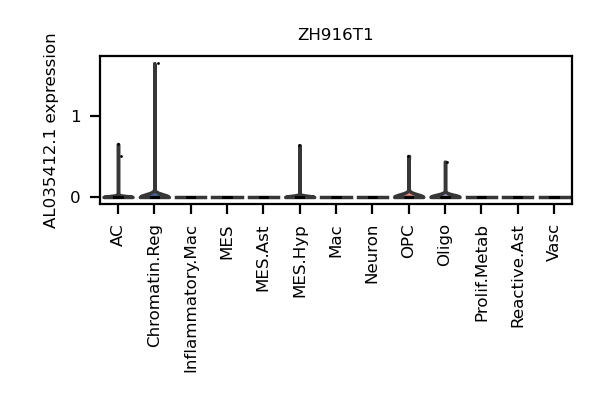 ZH916T1
AL035412.1 expression
1
0
AC
Chromatin.Reg
Inflammatory.Mac
MES
MES.Ast
MES.Hyp
Mac
Neuron
OPC
Oligo
Prolif.Metab
Reactive.Ast
Vasc